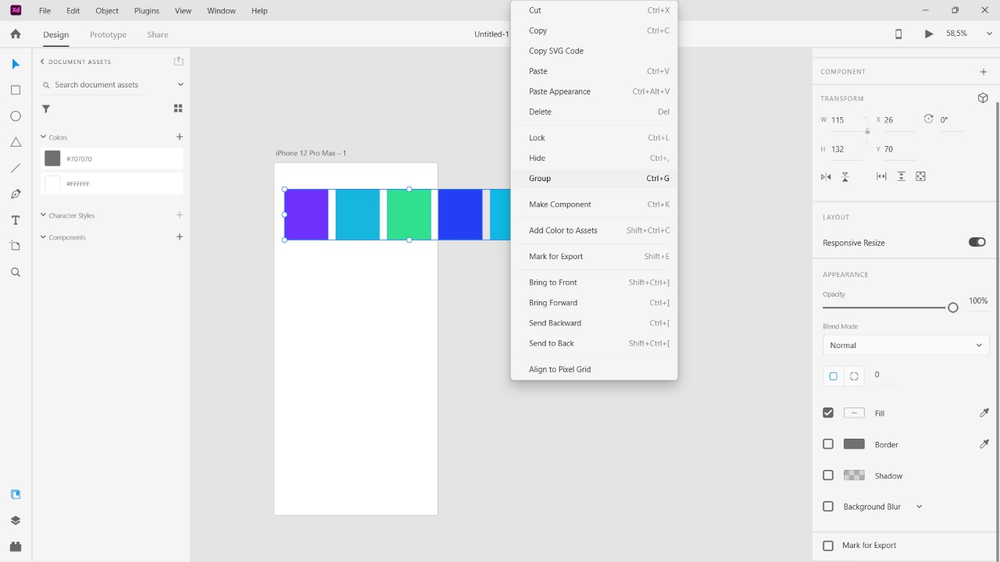 Xd File Edit Object Plugins View Window Help
Design Prototype Share
Untitled-1
58,5%
DOCUMENT ASSETS
Search document assets
Colors
#707070
#FFFFFF
Character Styles
Components
iPhone 12 Pro Max – 1
Cut Ctrl+X
Copy Ctrl+C
Copy SVG Code
Paste Ctrl+V
Paste Appearance Ctrl+Alt+V
Delete Del
Lock Ctrl+L
Hide Ctrl+,
Group Ctrl+G
Make Component Ctrl+K
Add Color to Assets Shift+Ctrl+C
Mark for Export Shift+E
Bring to Front Shift+Ctrl+]
Bring Forward Ctrl+]
Send Backward Ctrl+[
Send to Back Shift+Ctrl+[
Align to Pixel Grid
COMPONENT
TRANSFORM
W 115 X 26 0°
H 132 Y 70
LAYOUT
Responsive Resize
APPEARANCE
Opacity
100%
Blend Mode
Normal
0
Fill
Border
Shadow
Background Blur
Mark for Export